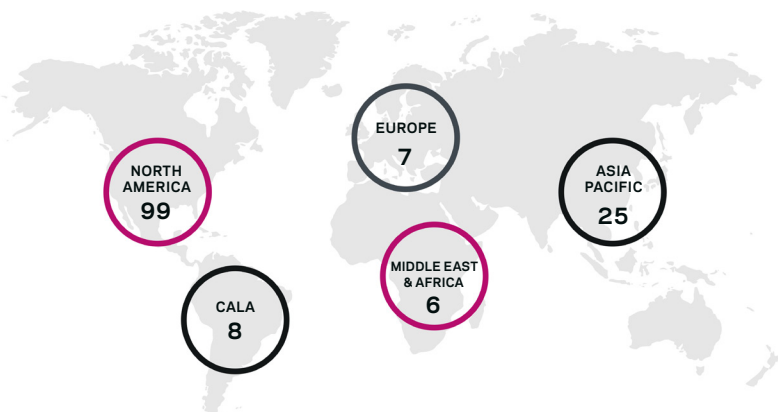 NORTH
AMERICA
99
CALA
8
EUROPE
7
MIDDLE EAST
& AFRICA
6
ASIA
PACIFIC
25